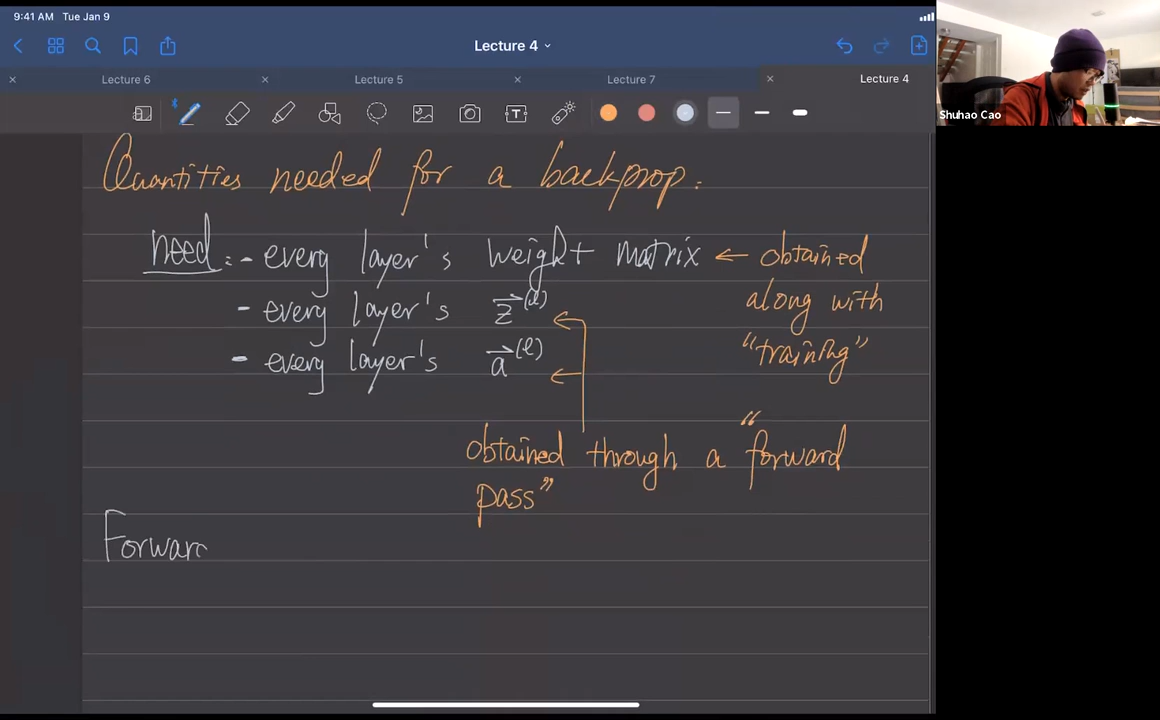 9:41 AM Tue Jan 9
Lecture 4
Lecture 6
Lecture 5
Lecture 7
Lecture 4
Shuhao Cao
Quantities needed for a backprop.
need: - every layer's weight matrix ← obtained along with "training"
- every layer's z⃗^(l)
- every layer's a⃗^(l)
obtained through a "forward
pass"
Forward